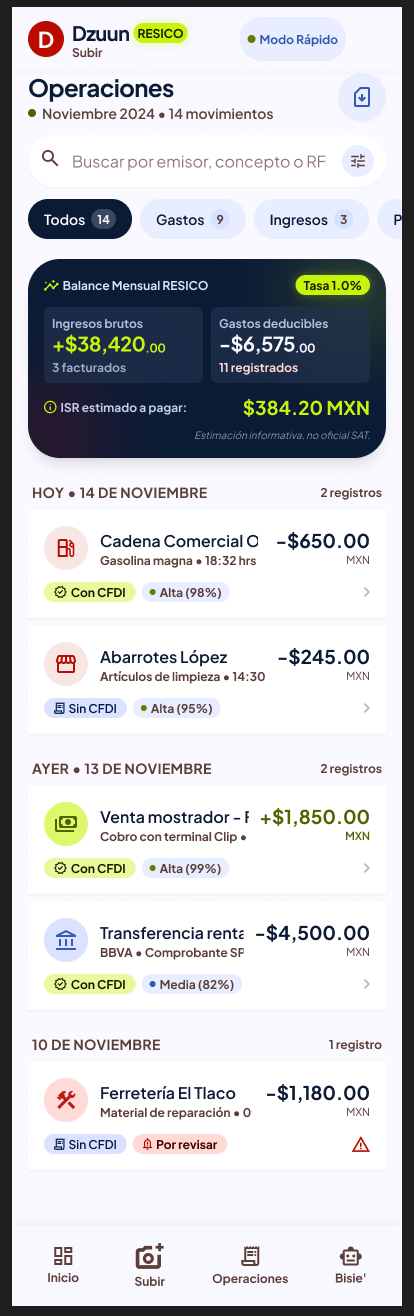 D
Dzuun RESICO
Subir
Modo Rápido
Operaciones
Noviembre 2024 • 14 movimientos
Buscar por emisor, concepto o RF
Todos 14
Gastos 9
Ingresos 3
P
Balance Mensual RESICO
Tasa 1.0%
Ingresos brutos
+$38,420.00
3 facturados
Gastos deducibles
-$6,575.00
11 registrados
ISR estimado a pagar:
$384.20 MXN
Estimación informativa, no oficial SAT.
HOY • 14 DE NOVIEMBRE
2 registros
Cadena Comercial O
-$650.00
Gasolina magna • 18:32 hrs
MXN
Con CFDI
Alta (98%)
Abarrotes López
-$245.00
Artículos de limpieza • 14:30
MXN
Sin CFDI
Alta (95%)
AYER • 13 DE NOVIEMBRE
2 registros
Venta mostrador - F
+$1,850.00
Cobro con terminal Clip •
MXN
Con CFDI
Alta (99%)
Transferencia renta
-$4,500.00
BBVA • Comprobante SP
MXN
Con CFDI
Media (82%)
10 DE NOVIEMBRE
1 registro
Ferretería El Tlaco
-$1,180.00
Material de reparación • 0
MXN
Sin CFDI
Por revisar
Inicio
Subir
Operaciones
Bisie'